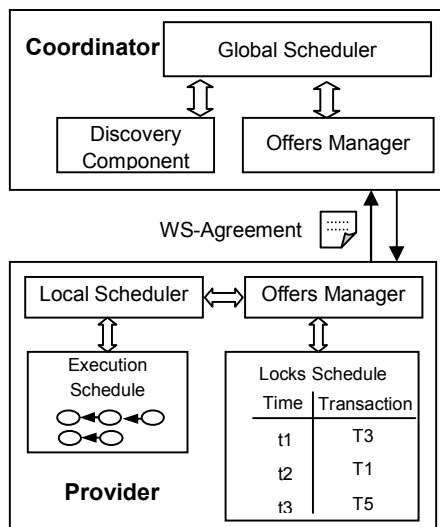 Coordinator
Global Scheduler
Discovery
Component
Offers Manager
WS-Agreement
Local Scheduler
Offers Manager
Execution
Schedule
Locks Schedule
Time Transaction
t1 T3
t2 T1
t3 T5
Provider